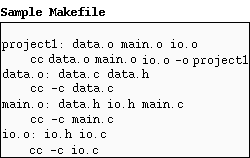 Sample Makefile
project1: data.o main.o io.o
cc data.o main.o io.o -o project1
data.o: data.c data.h
cc -c data.c
main.o: data.h io.h main.c
cc -c main.c
io.o: io.h io.c
cc -c io.c